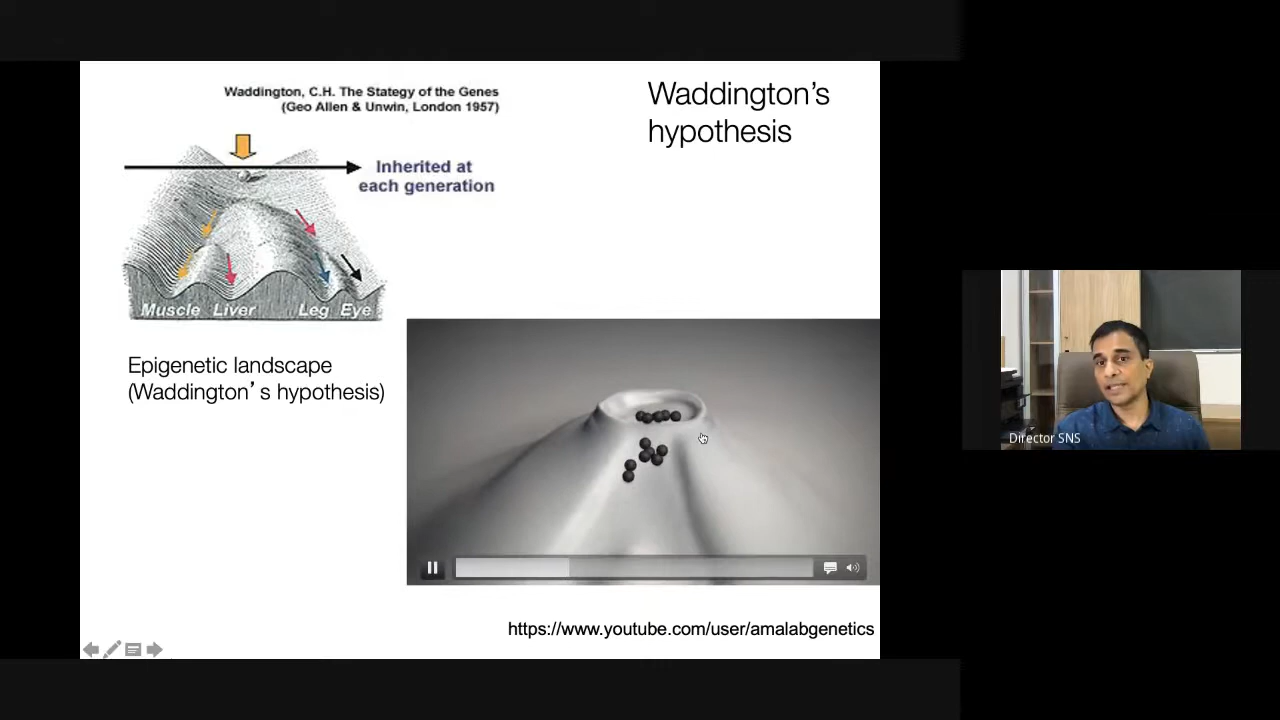 Waddington, C.H. The Stategy of the Genes
(Geo Allen & Unwin, London 1957)
Waddington's
hypothesis
Inherited at
each generation
Muscle Liver Leg Eye
Epigenetic landscape
(Waddington's hypothesis)
Director SNS
https://www.youtube.com/user/amalabgenetics